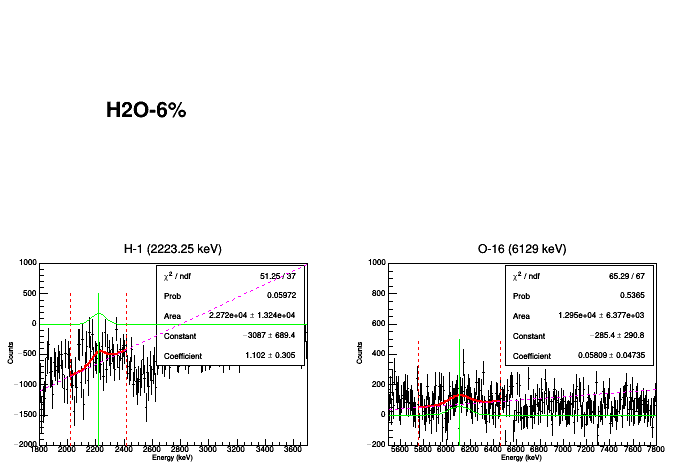 H2O-6%
H-1 (2223.25 keV)
χ² / ndf 51.25 / 37
Prob 0.05972
Area 2.272e+04 ± 1.324e+04
Constant −3087 ± 689.4
Coefficient 1.102 ± 0.305
Counts
1000
500
0
−500
−1000
−1500
−2000
1800 2000 2200 2400 2600 2800 3000 3200 3400 3600
Energy (keV)
O-16 (6129 keV)
χ² / ndf 65.29 / 67
Prob 0.5365
Area 1.295e+04 ± 6.377e+03
Constant −285.4 ± 290.8
Coefficient 0.05809 ± 0.04735
Counts
1000
800
600
400
200
0
−200
5600 5800 6000 6200 6400 6600 6800 7000 7200 7400 7600 7800
Energy (keV)